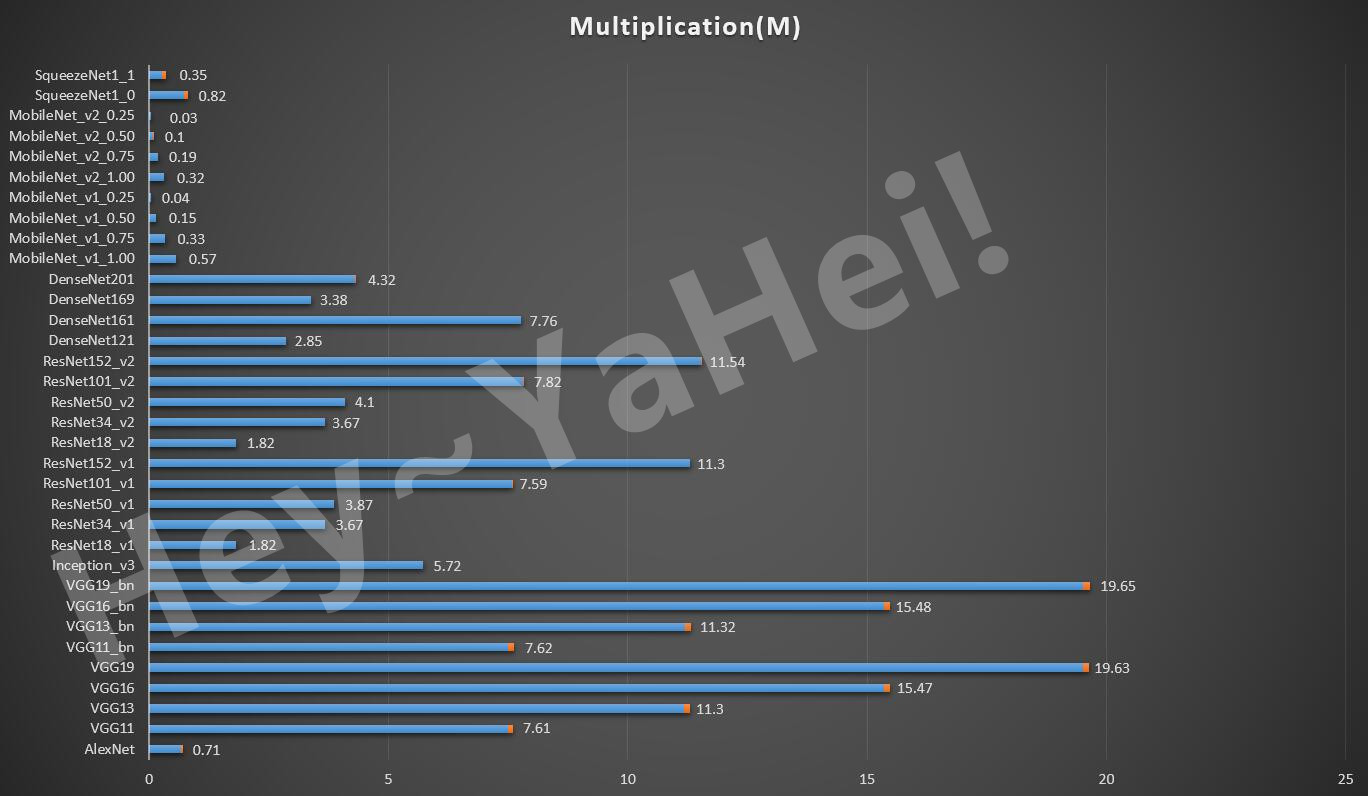 Multiplication(M)
SqueezeNet1_1 0.35
SqueezeNet1_0 0.82
MobileNet_v2_0.25 0.03
MobileNet_v2_0.50 0.1
MobileNet_v2_0.75 0.19
MobileNet_v2_1.00 0.32
MobileNet_v1_0.25 0.04
MobileNet_v1_0.50 0.15
MobileNet_v1_0.75 0.33
MobileNet_v1_1.00 0.57
DenseNet201 4.32
DenseNet169 3.38
DenseNet161 7.76
DenseNet121 2.85
ResNet152_v2 11.54
ResNet101_v2 7.82
ResNet50_v2 4.1
ResNet34_v2 3.67
ResNet18_v2 1.82
ResNet152_v1 11.3
ResNet101_v1 7.59
ResNet50_v1 3.87
ResNet34_v1 3.67
ResNet18_v1 1.82
Inception_v3 5.72
VGG19_bn 19.65
VGG16_bn 15.48
VGG13_bn 11.32
VGG11_bn 7.62
VGG19 19.63
VGG16 15.47
VGG13 11.3
VGG11 7.61
AlexNet 0.71
0 5 10 15 20 25
Hey~YaHei!